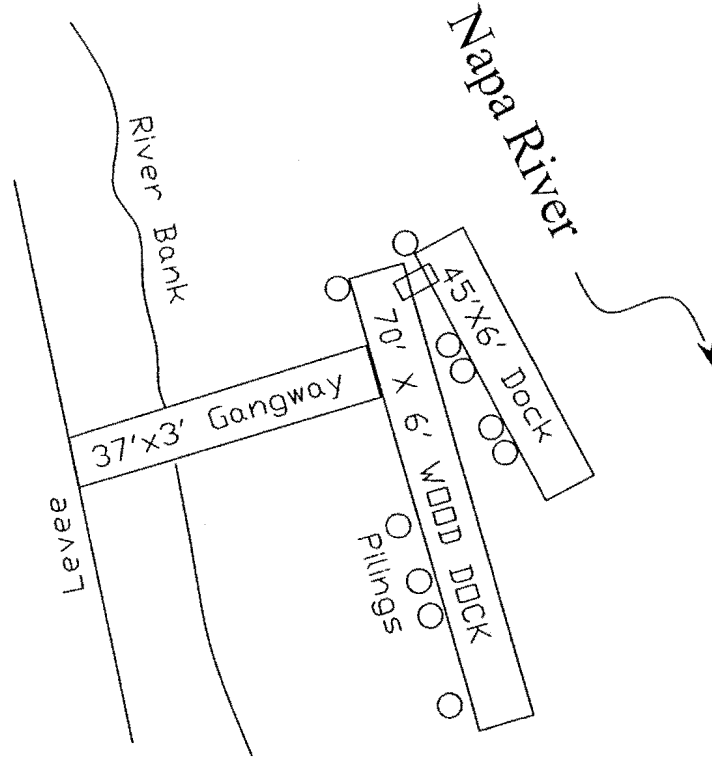 Napa River
River Bank
45'X6' Dock
70' X 6' WOOD DOCK
37'x3' Gangway
Levee
Pilings